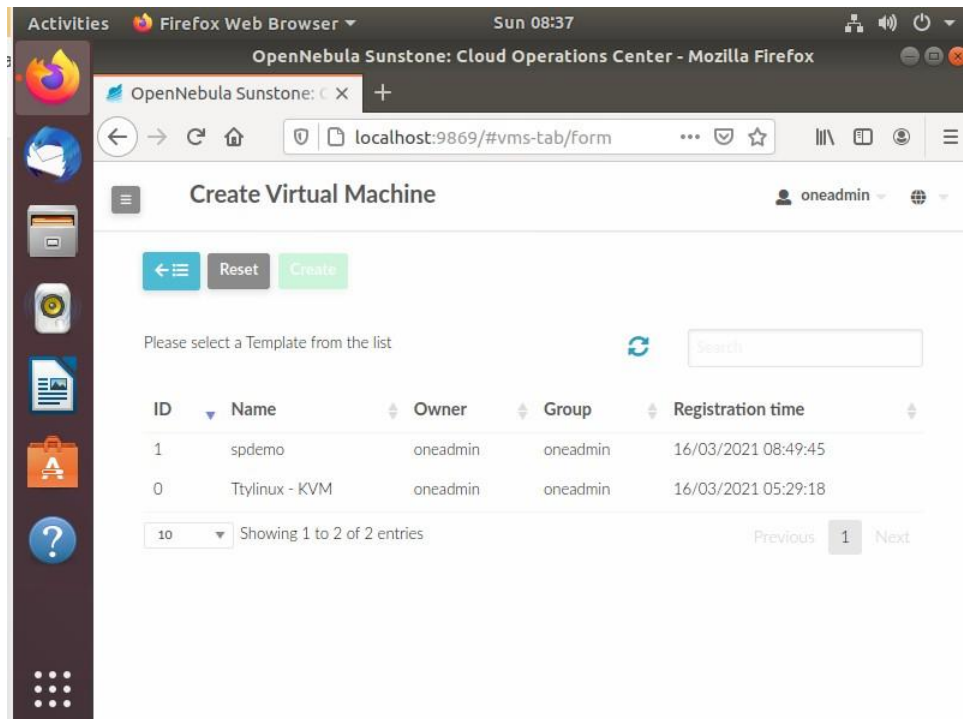 Activities Firefox Web Browser Sun 08:37
OpenNebula Sunstone: Cloud Operations Center - Mozilla Firefox
OpenNebula Sunstone: C
localhost:9869/#vms-tab/form
Create Virtual Machine oneadmin
Reset Create
Please select a Template from the list Search
ID Name Owner Group Registration time
1 spdemo oneadmin oneadmin 16/03/2021 08:49:45
0 Ttylinux - KVM oneadmin oneadmin 16/03/2021 05:29:18
10 Showing 1 to 2 of 2 entries Previous 1 Next